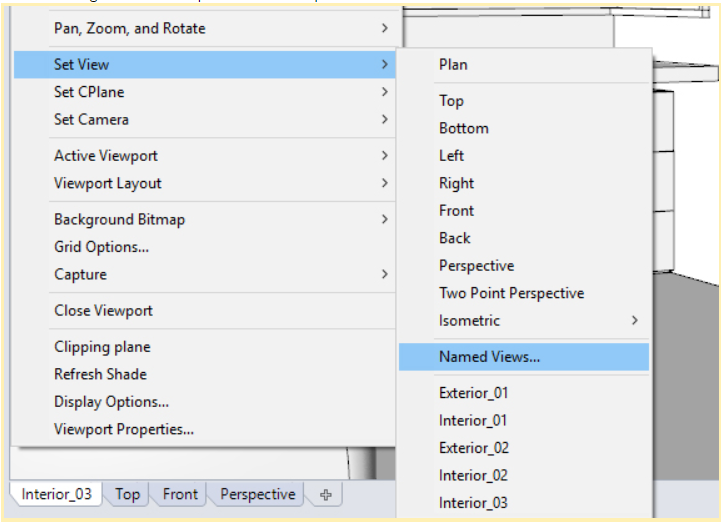 Pan, Zoom, and Rotate
Set View
Set CPlane
Set Camera
Active Viewport
Viewport Layout
Background Bitmap
Grid Options...
Capture
Close Viewport
Clipping plane
Refresh Shade
Display Options...
Viewport Properties...
Plan
Top
Bottom
Left
Right
Front
Back
Perspective
Two Point Perspective
Isometric
Named Views...
Exterior_01
Interior_01
Exterior_02
Interior_02
Interior_03
Interior_03 Top Front Perspective